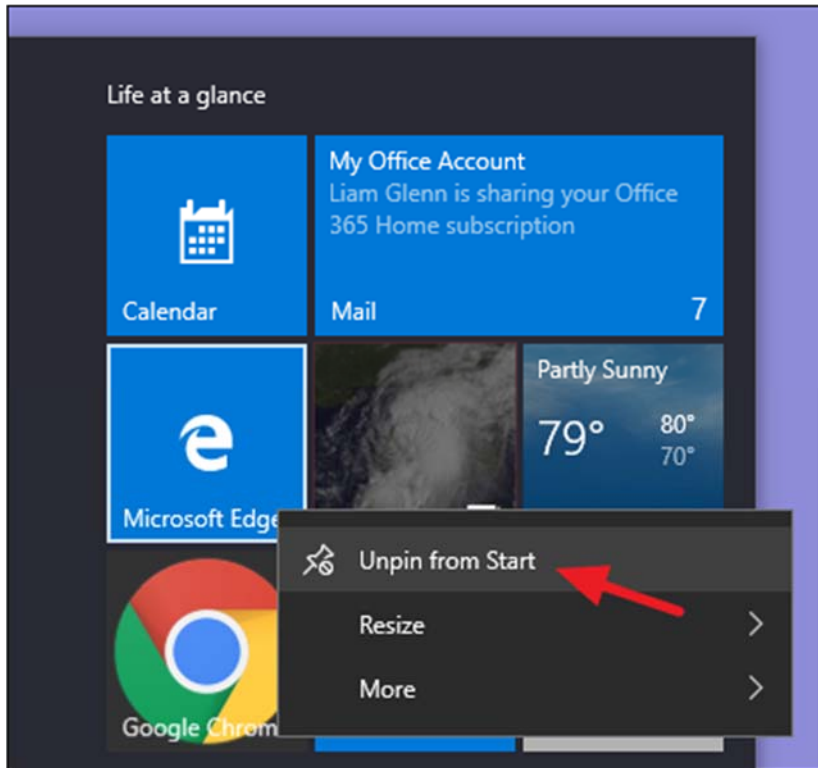 Life at a glance
My Office Account
Liam Glenn is sharing your Office
365 Home subscription
Calendar
Mail
7
Partly Sunny
79°
80°
70°
Microsoft Edge
Unpin from Start
Resize
More
Google Chrom